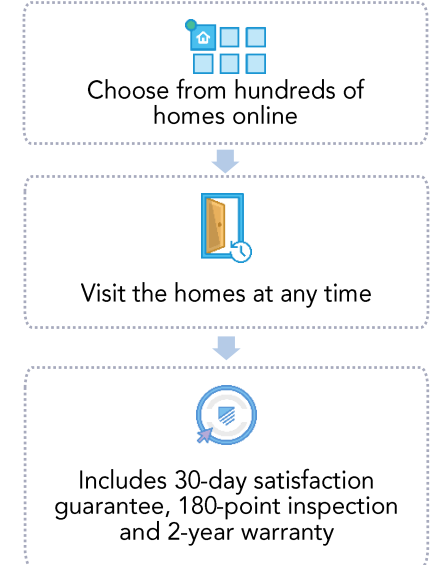 Choose from hundreds of
homes online
Visit the homes at any time
Includes 30-day satisfaction
guarantee, 180-point inspection
and 2-year warranty